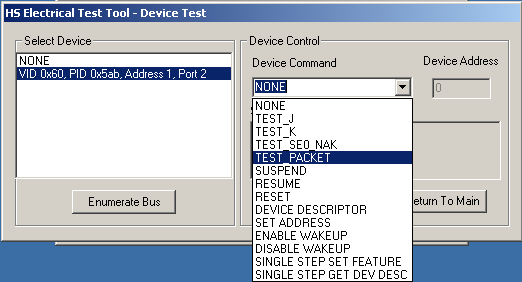 HS Electrical Test Tool - Device Test
Select Device
NONE
VID 0x60, PID 0x5ab, Address 1, Port 2
Enumerate Bus
Device Control
Device Command
Device Address
NONE
0
NONE
TEST_J
TEST_K
TEST_SE0_NAK
TEST_PACKET
SUSPEND
RESUME
RESET
DEVICE DESCRIPTOR
SET ADDRESS
ENABLE WAKEUP
DISABLE WAKEUP
SINGLE STEP SET FEATURE
SINGLE STEP GET DEV DESC
eturn To Main